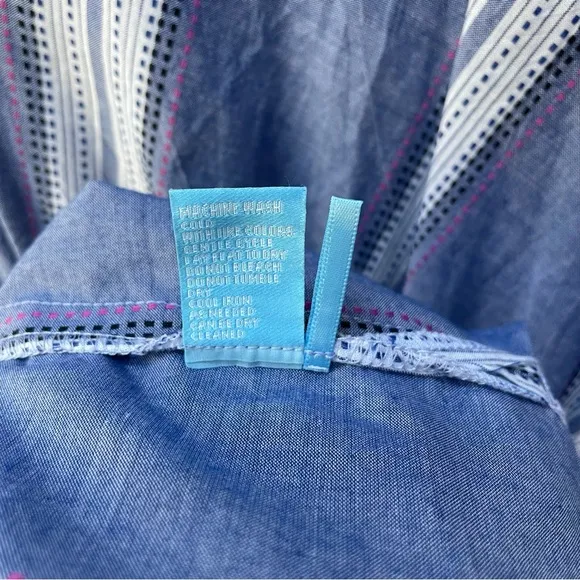 MACHINE WASH
COLD
WITH LIKE COLORS
GENTLE CYCLE
LAY FLAT TO DRY
DO NOT BLEACH
DO NOT TUMBLE
DRY
COOL IRON
AS NEEDED
CAN BE DRY
CLEANED